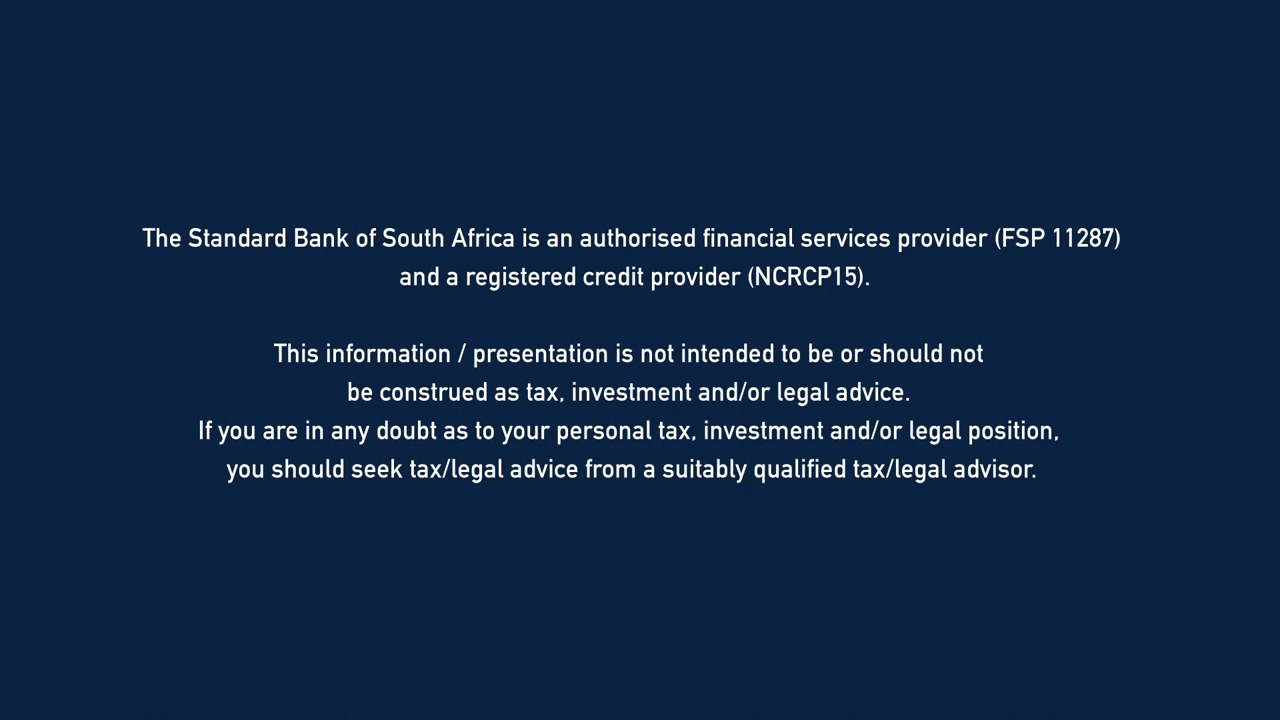 The Standard Bank of South Africa is an authorised financial services provider (FSP 11287)
and a registered credit provider (NCRCP15).
This information / presentation is not intended to be or should not
be construed as tax, investment and/or legal advice.
If you are in any doubt as to your personal tax, investment and/or legal position,
you should seek tax/legal advice from a suitably qualified tax/legal advisor.